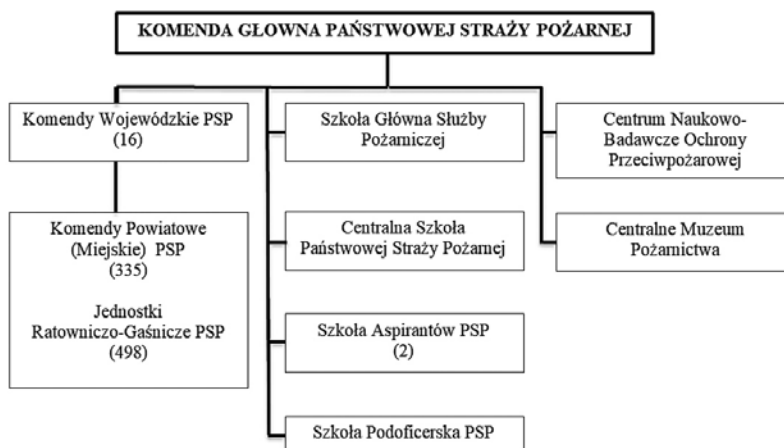 KOMENDA GŁOWNA PAŃSTWOWEJ STRAŻY POŻARNEJ
Komendy Wojewódzkie PSP
(16)
Komendy Powiatowe
(Miejskie) PSP
(335)
Jednostki
Ratowniczo-Gaśnicze PSP
(498)
Szkoła Główna Służby
Pożarniczej
Centralna Szkoła
Państwowej Straży Pożarnej
Szkoła Aspirantów PSP
(2)
Szkoła Podoficerska PSP
Centrum Naukowo-
Badawcze Ochrony
Przeciwpożarowej
Centralne Muzeum
Pożarnictwa